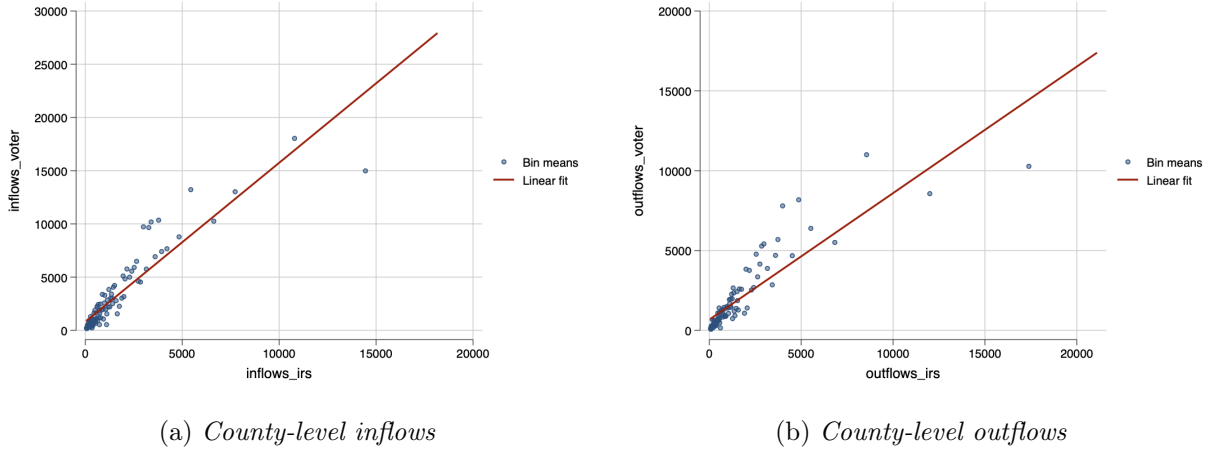 30000
25000
20000
15000
10000
5000
0
inflows_voter
0
5000
10000
15000
20000
inflows_irs
Bin means
Linear fit
(a) County-level inflows
20000
15000
10000
5000
0
outflows_voter
0
5000
10000
15000
20000
outflows_irs
Bin means
Linear fit
(b) County-level outflows